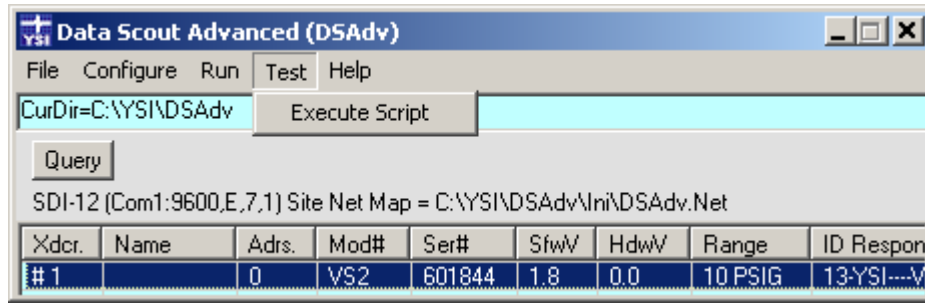 YSI Data Scout Advanced (DSAdv)
File Configure Run Test Help
CurDir=C:\YSI\DSAdv
Execute Script
Query
SDI-12 (Com1:9600,E,7,1) Site Net Map = C:\YSI\DSAdv\Ini\DSAdv.Net
Xdcr. Name Adrs. Mod# Ser# SfwV HdwV Range ID Respon
# 1 0 VS2 601844 1.8 0.0 10 PSIG 13-YSI----V